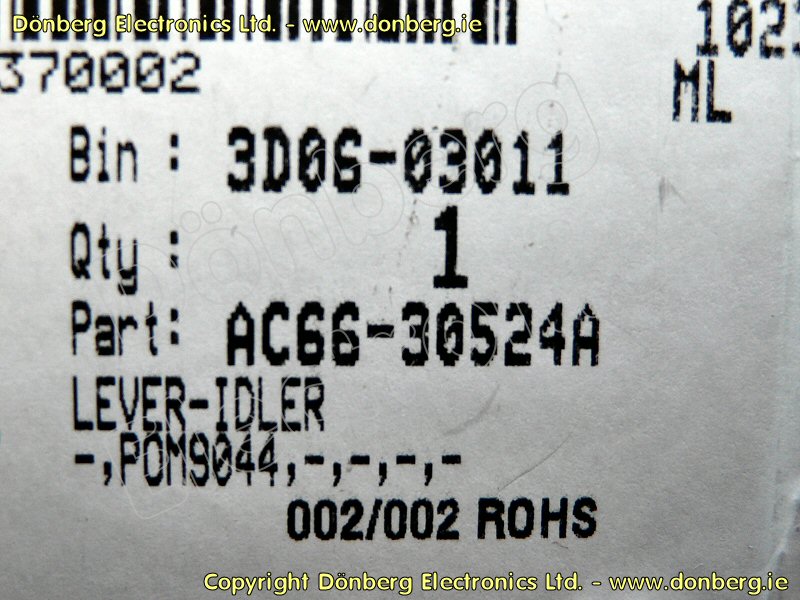 Dönberg Electronics Ltd. - www.donberg.ie
370002
ML
Bin : 3D06-03011
Qty : 1
Part: AC66-30524A
LEVER-IDLER
-,POM9044,-,-,-,-
002/002 ROHS
Dönberg
Copyright Dönberg Electronics Ltd. - www.donberg.ie